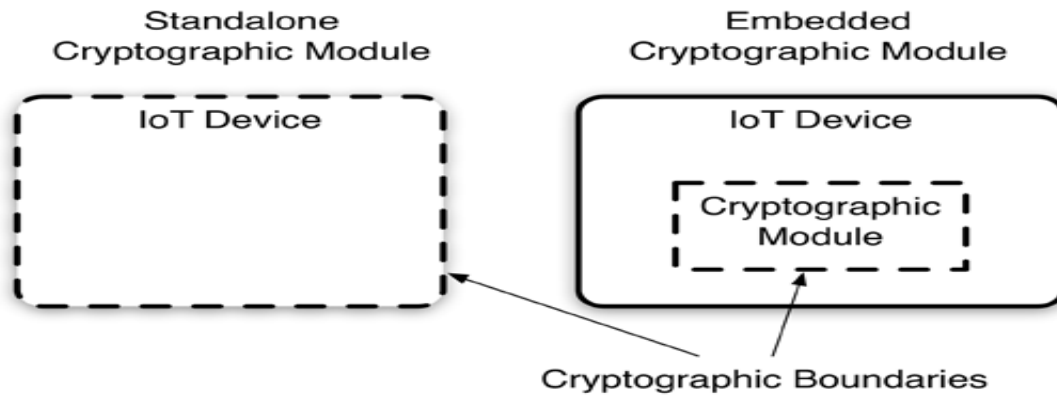 Standalone
Cryptographic Module
Embedded
Cryptographic Module
IoT Device
IoT Device
Cryptographic
Module
Cryptographic Boundaries